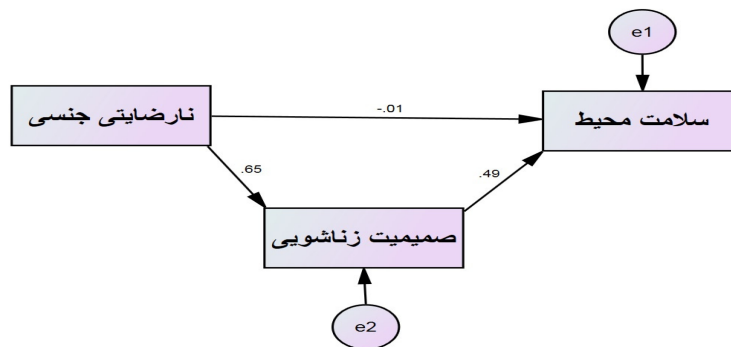 e1
نارضایتی جنسی
-.01
سلامت محیط
.65
.49
صمیمیت زناشویی
e2